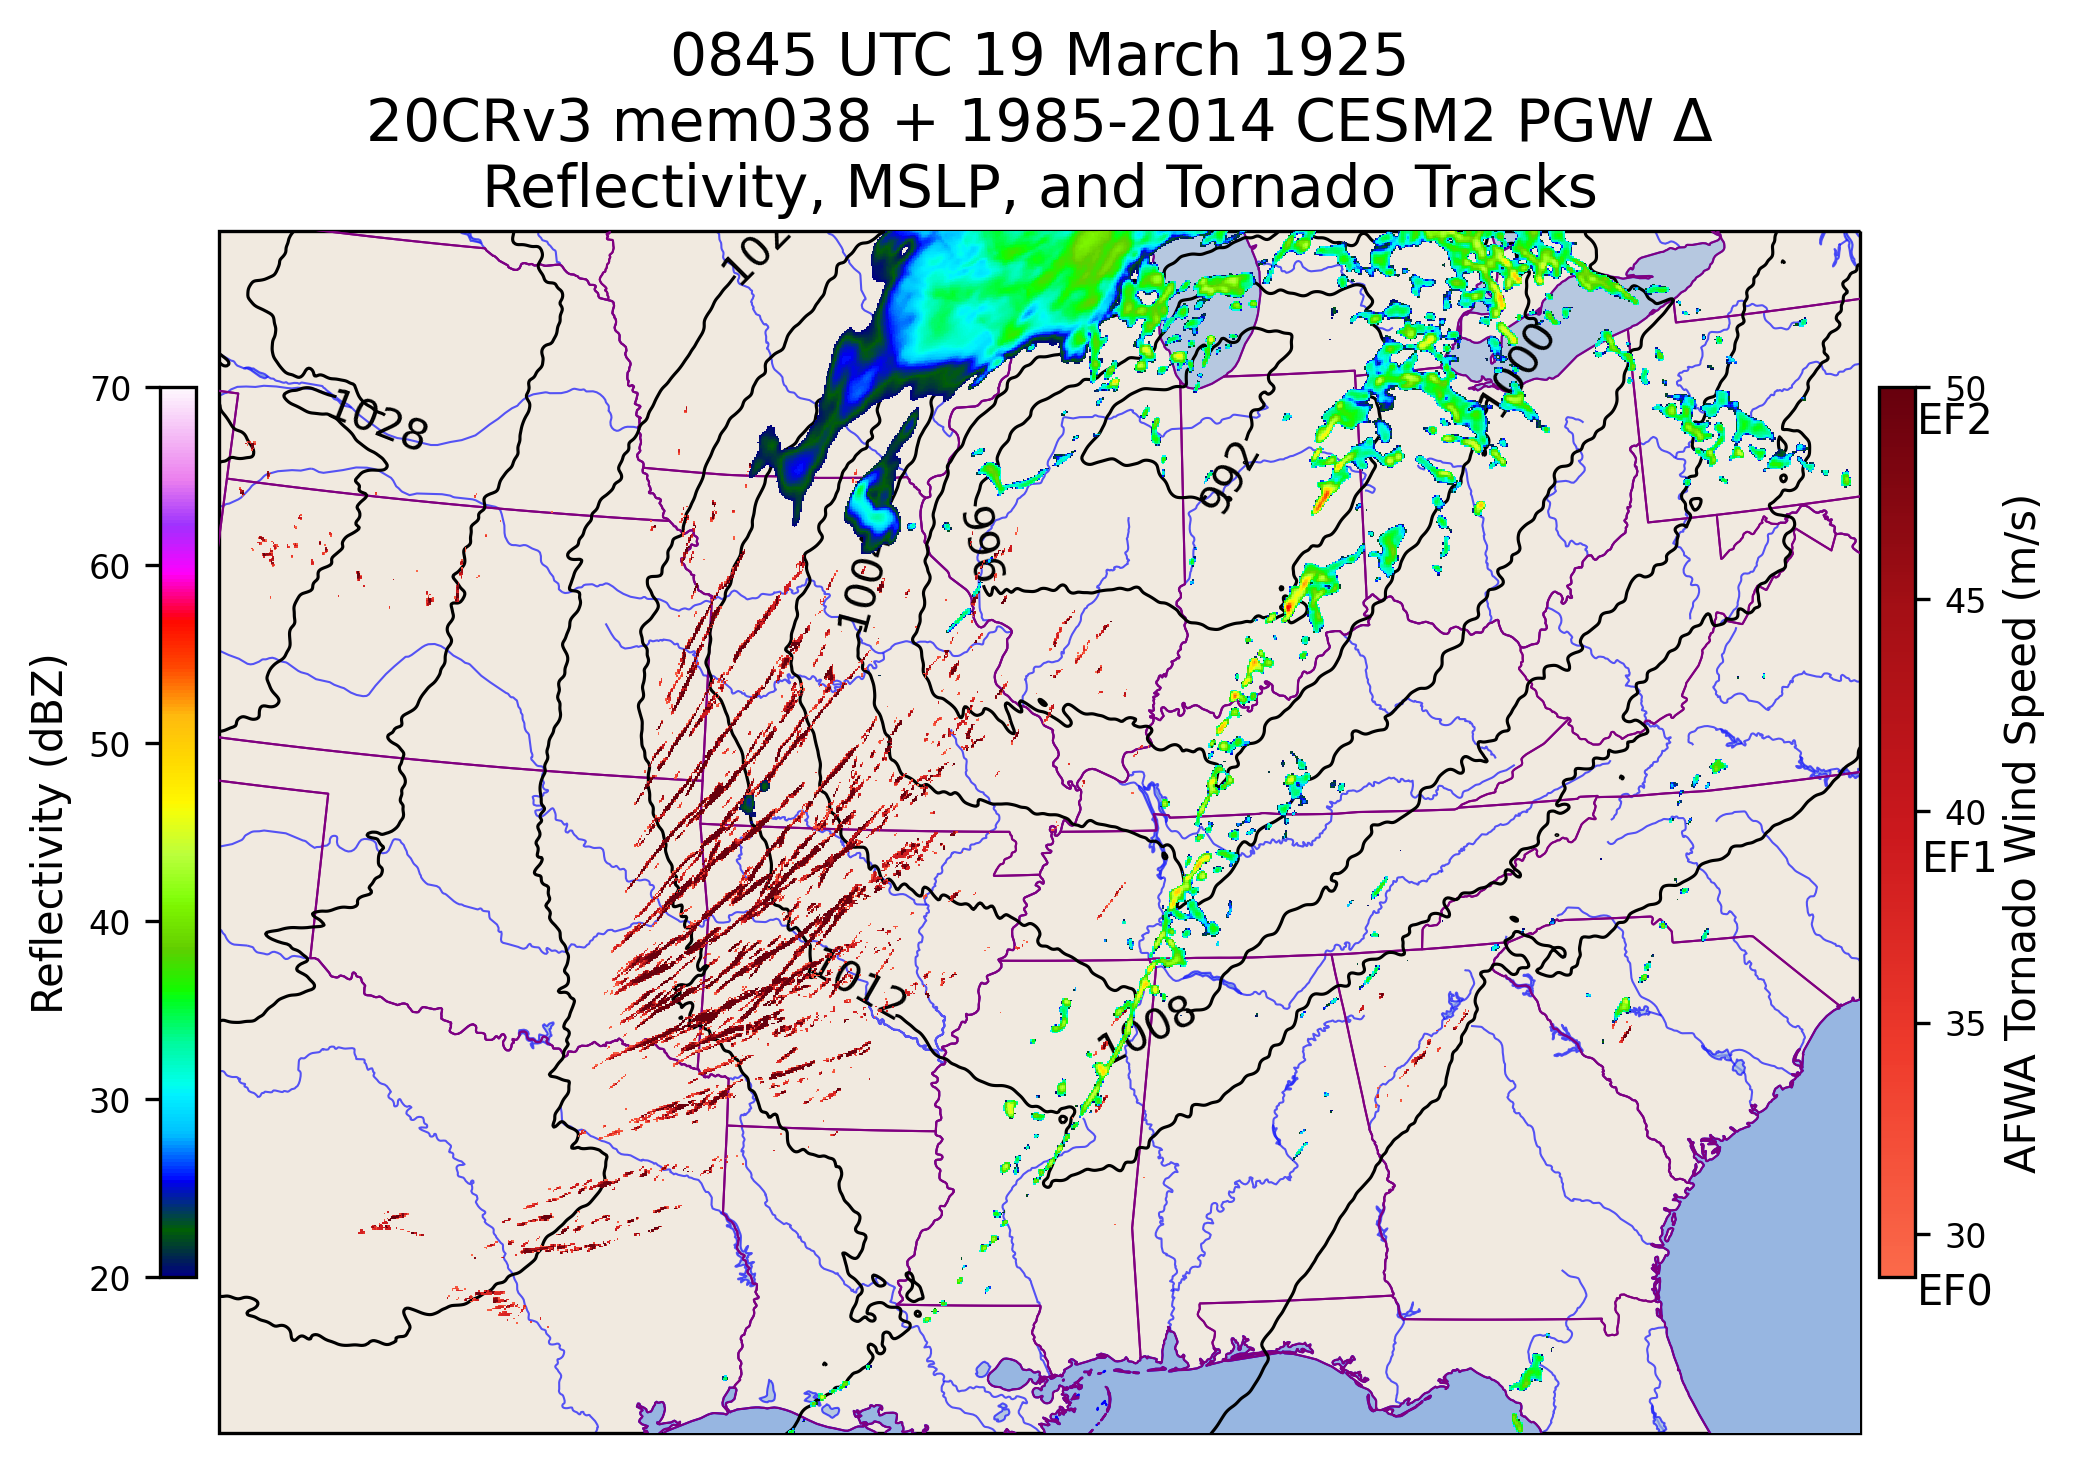 0845 UTC 19 March 1925
20CRv3 mem038 + 1985-2014 CESM2 PGW Δ
Reflectivity, MSLP, and Tornado Tracks
102
1028
1000
992
996
100
1012
1008
70
60
50
40
30
20
Reflectivity (dBZ)
50
EF2
45
40
EF1
35
30
EF0
AFWA Tornado Wind Speed (m/s)